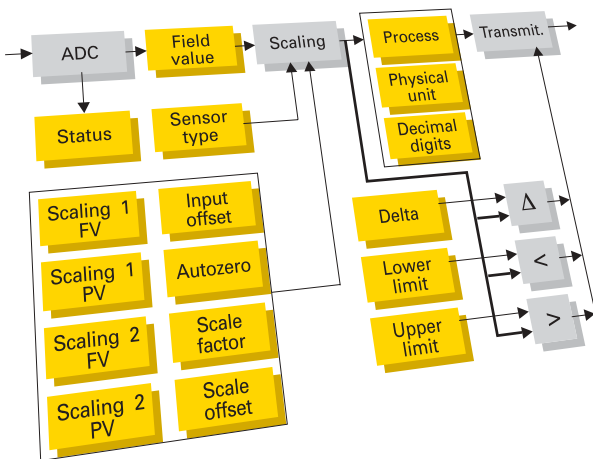 ADC
Field
value
Scaling
Process
Transmit.
Physical
unit
Status
Sensor
type
Decimal
digits
Scaling 1
FV
Input
offset
Delta
Δ
Scaling 1
PV
Autozero
Lower
limit
<
Scaling 2
FV
Scale
factor
Upper
limit
>
Scaling 2
PV
Scale
offset